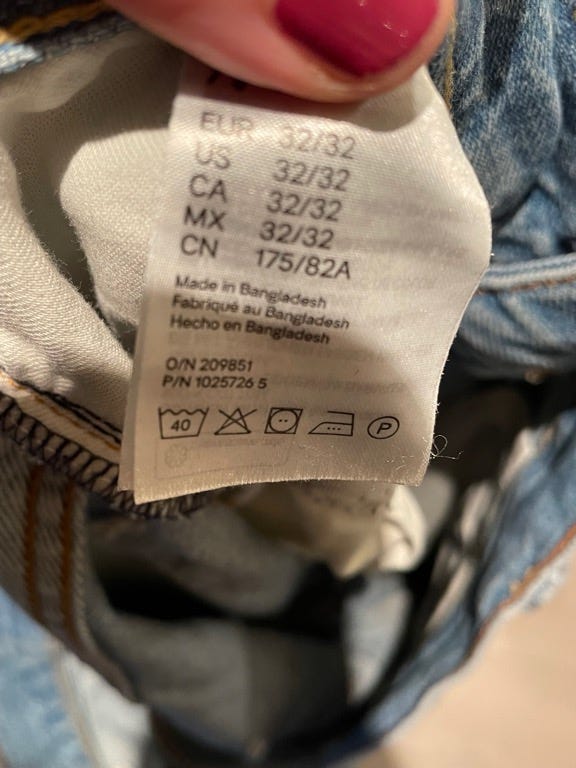 EUR 32/32
US 32/32
CA 32/32
MX 32/32
CN 175/82A
Made in Bangladesh
Fabriqué au Bangladesh
Hecho en Bangladesh
O/N 209851
P/N 1025726 5
40 P